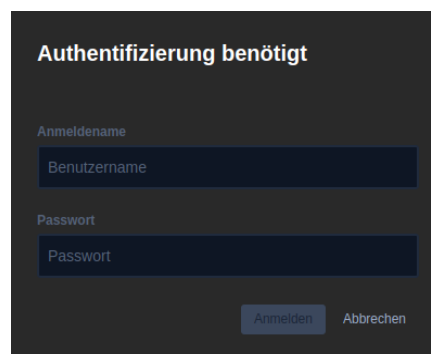 Authentifizierung benötigt
Anmeldename
Benutzername
Passwort
Passwort
Anmelden Abbrechen